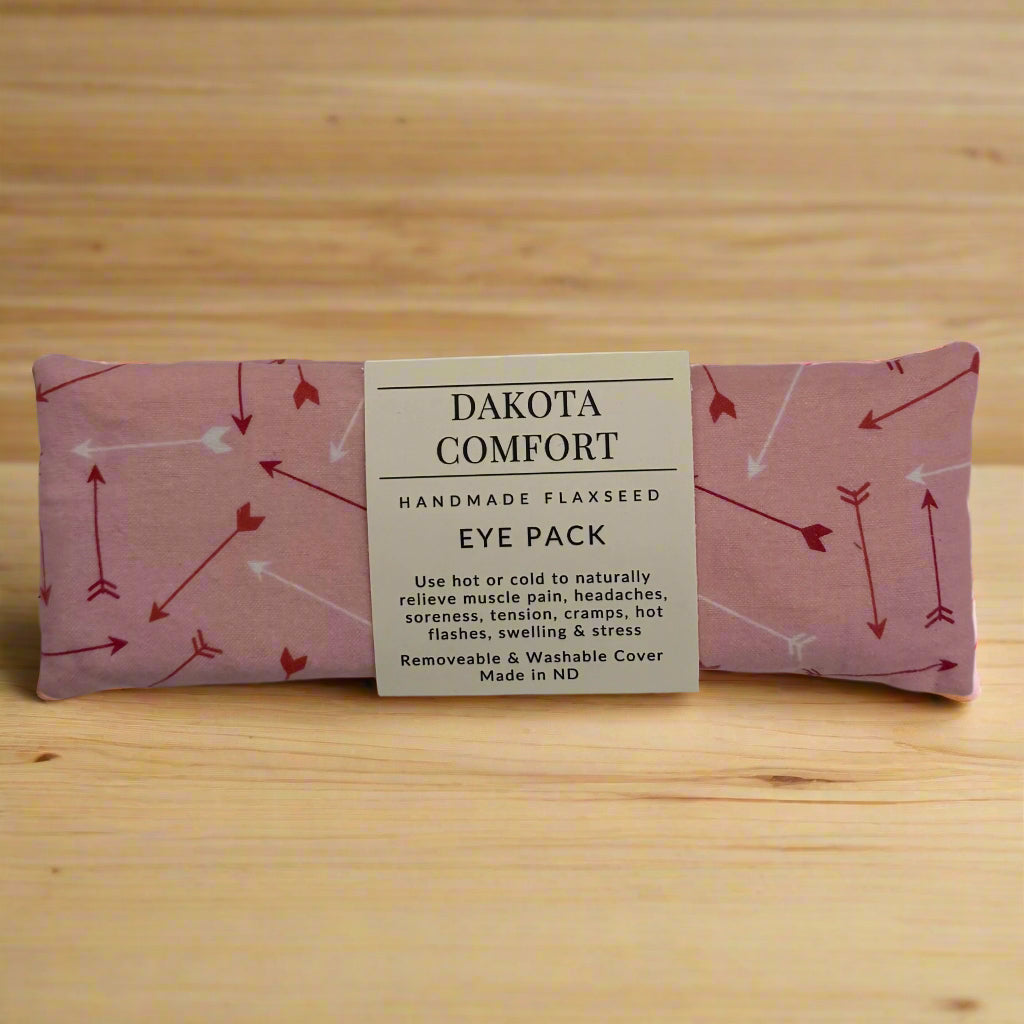 DAKOTA
COMFORT
HANDMADE FLAXSEED
EYE PACK
Use hot or cold to naturally
relieve muscle pain, headaches,
soreness, tension, cramps, hot
flashes, swelling & stress
Removeable & Washable Cover
Made in ND